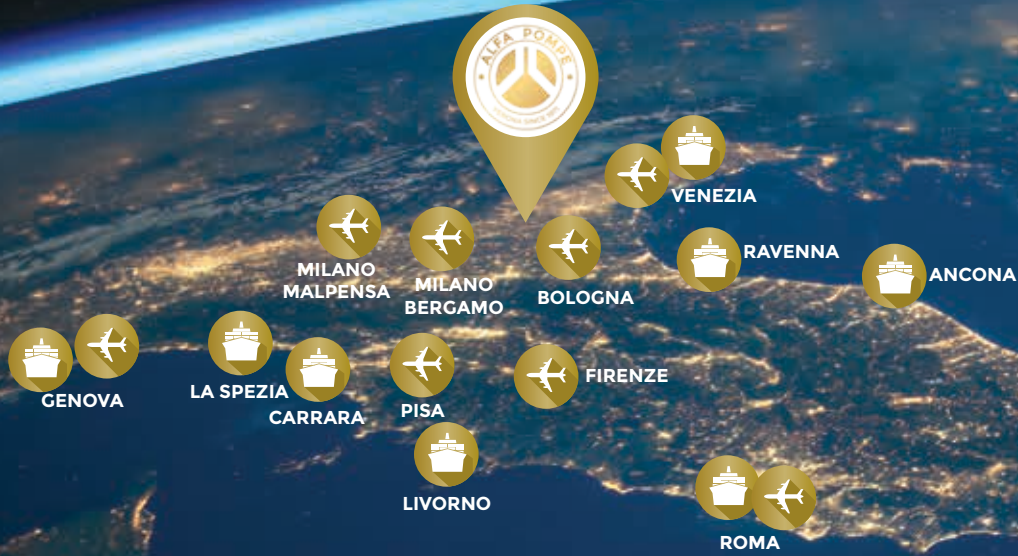 ALFA POMPE
VENEZIA
RAVENNA
ANCONA
MILANO
MALPENSA
MILANO
BERGAMO
BOLOGNA
GENOVA
LA SPEZIA
CARRARA
PISA
FIRENZE
LIVORNO
ROMA